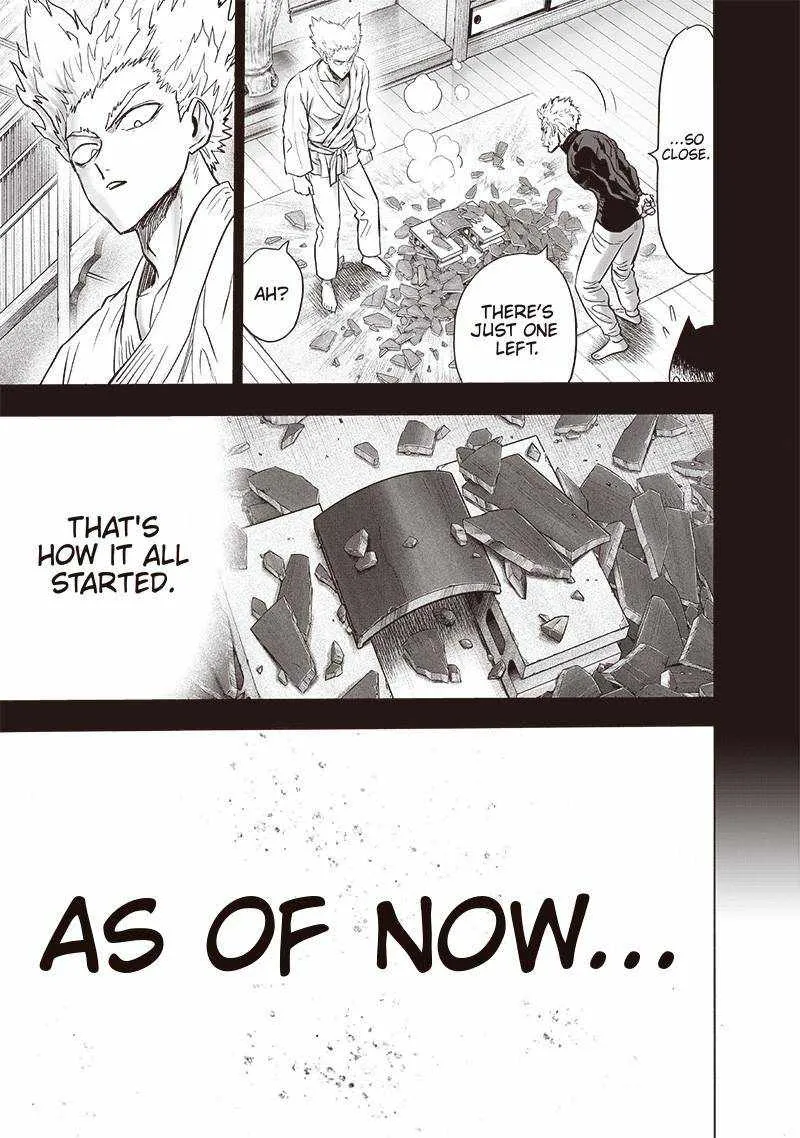 ...SO
CLOSE.
THERE'S
JUST ONE
LEFT.
AH?
THAT'S
HOW IT ALL
STARTED.
AS OF NOW...